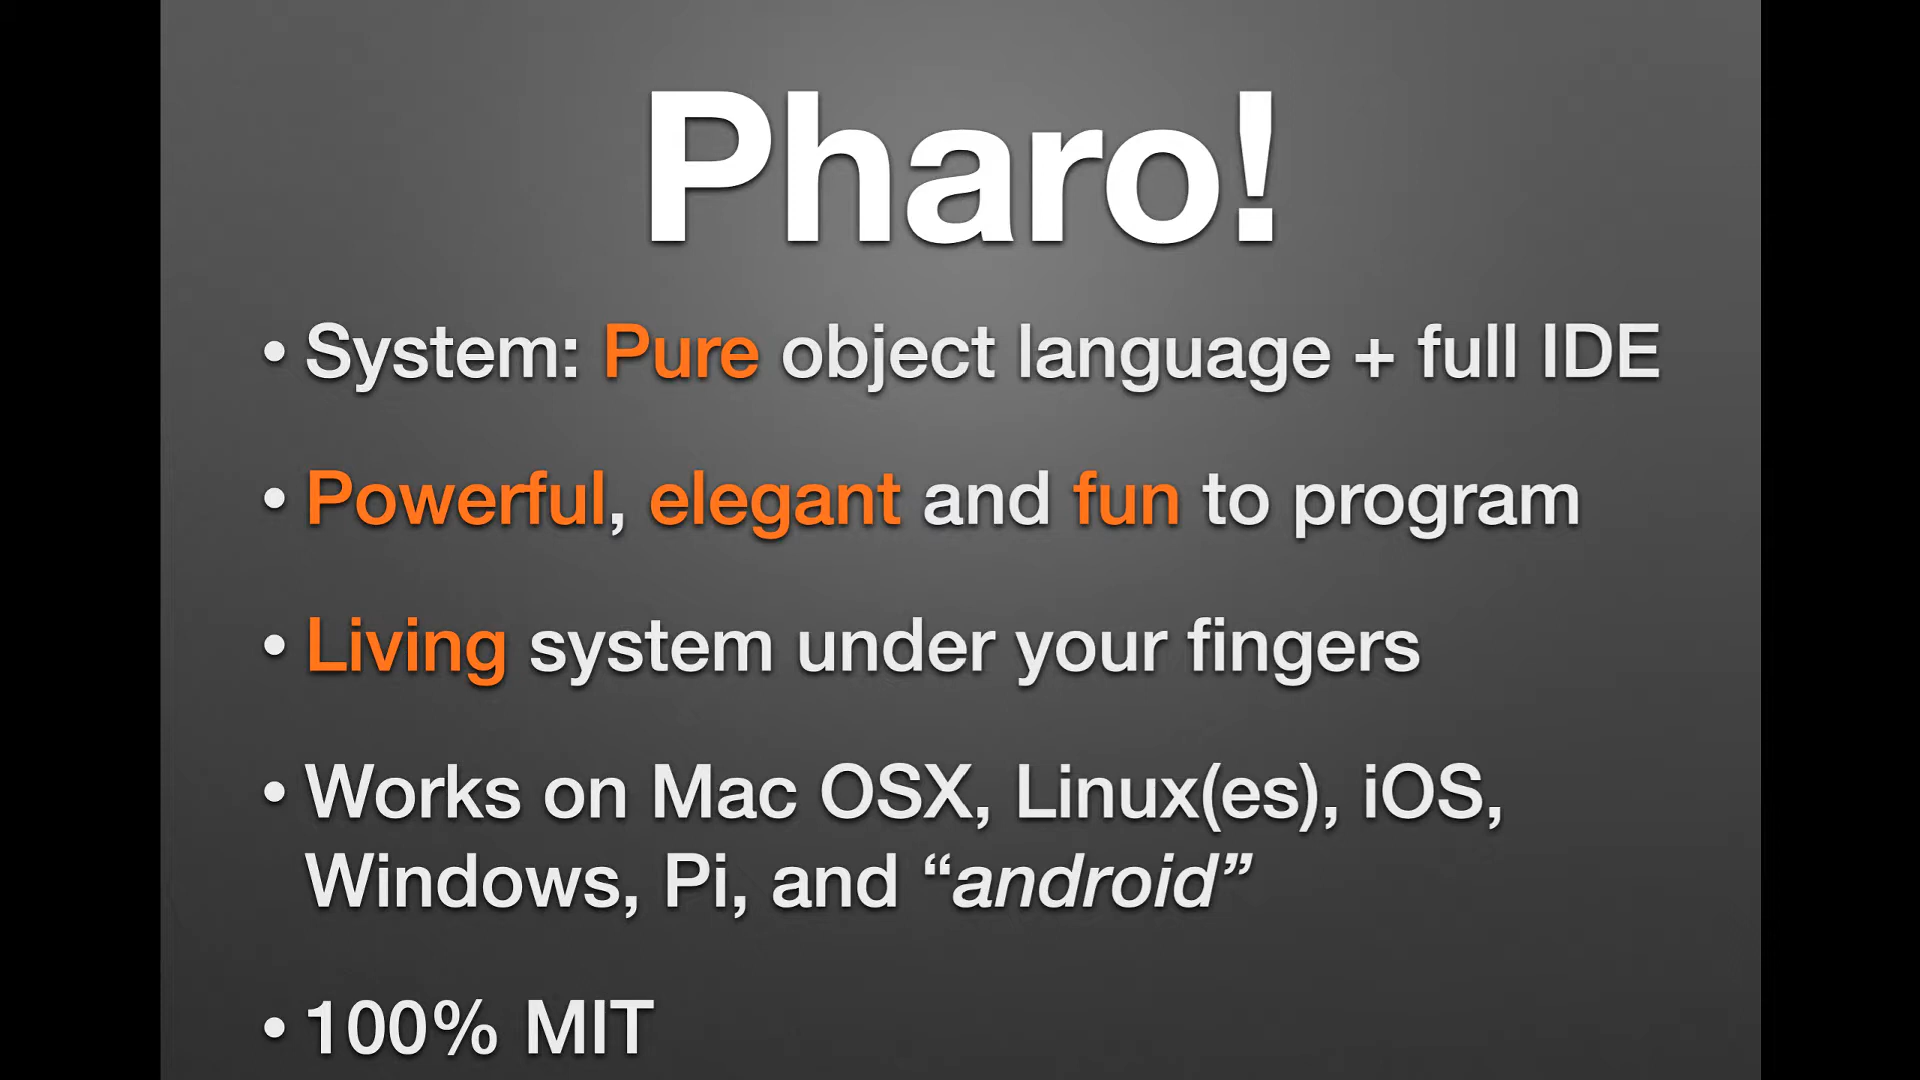 Pharo!
• System: Pure object language + full IDE
• Powerful, elegant and fun to program
• Living system under your fingers
• Works on Mac OSX, Linux(es), iOS,
Windows, Pi, and “android”
• 100% MIT